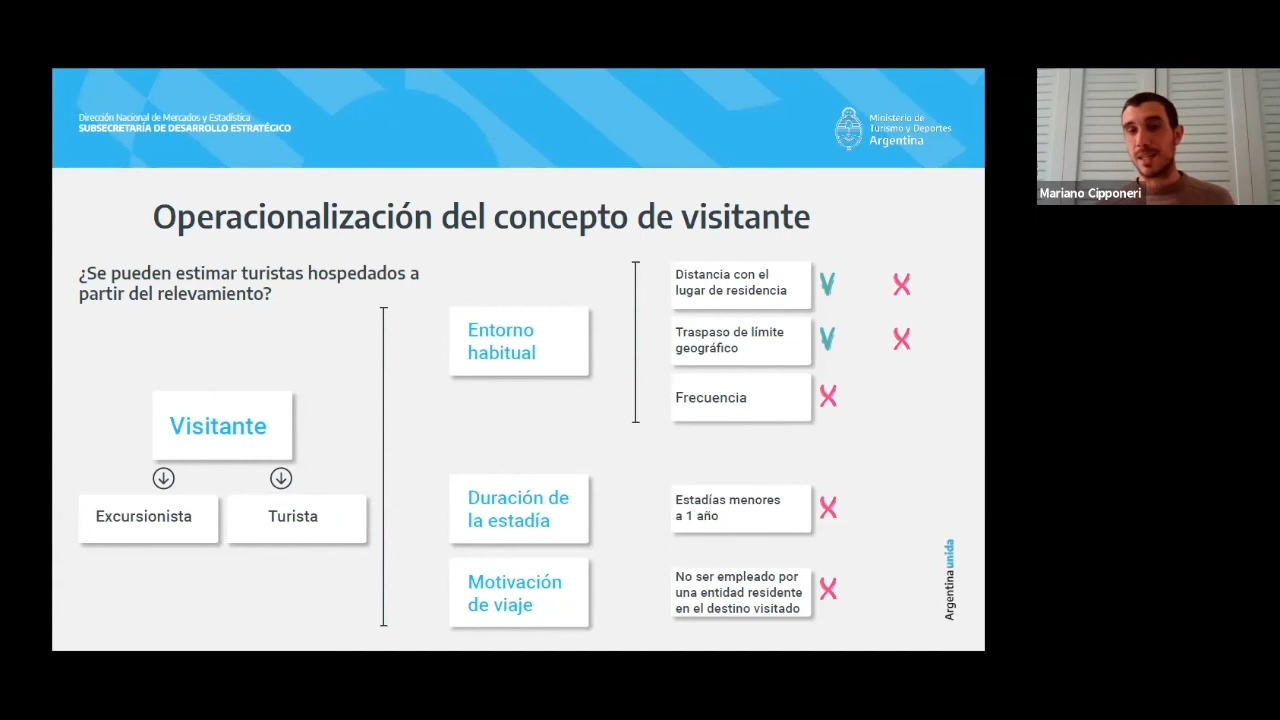 Dirección Nacional de Mercados y Estadística
SUBSECRETARÍA DE DESARROLLO ESTRATÉGICO
Ministerio de
Turismo y Deportes
Argentina
Mariano Cipponeri
Operacionalización del concepto de visitante
¿Se pueden estimar turistas hospedados a
partir del relevamiento?
Visitante
Excursionista
Turista
Entorno
habitual
Distancia con el
lugar de residencia
Traspaso de límite
geográfico
Frecuencia
Duración de
la estadía
Estadías menores
a 1 año
Motivación
de viaje
No ser empleado por
una entidad residente
en el destino visitado
Argentina unida